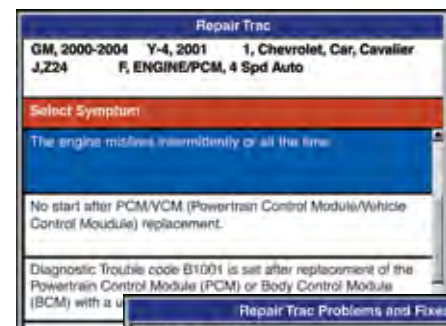 Repair Trac
GM, 2000-2004 Y-4, 2001 1, Chevrolet, Car, Cavalier
J,Z24 F, ENGINE/PCM, 4 Spd Auto
Select Symptom
The engine misfires intermittently or all the time.
No start after PCM/VCM (Powertrain Control Module/Vehicle
Control Moudule) replacement.
Diagnostic Trouble code B1001 is set after replacement of the
Powertrain Control Module (PCM) or Body Control Module
(BCM) with a
Repair Trac Problems and Fixes